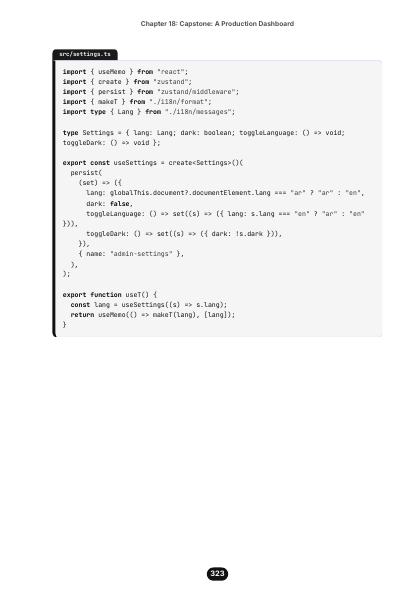 Chapter 18: Capstone: A Production Dashboard
src/settings.ts
import { useMemo } from "react";
import { create } from "zustand";
import { persist } from "zustand/middleware";
import { makeT } from "./i18n/format";
import type { Lang } from "./i18n/messages";

type Settings = { lang: Lang; dark: boolean; toggleLanguage: () => void;
toggleDark: () => void };

export const useSettings = create<Settings>()(
  persist(
    (set) => ({
      lang: globalThis.document?.documentElement.lang === "ar" ? "ar" : "en",
      dark: false,
      toggleLanguage: () => set((s) => ({ lang: s.lang === "en" ? "ar" : "en"
})),
      toggleDark: () => set((s) => ({ dark: !s.dark })),
    }),
    { name: "admin-settings" },
  ),
);

export function useT() {
  const lang = useSettings((s) => s.lang);
  return useMemo(() => makeT(lang), [lang]);
}
323